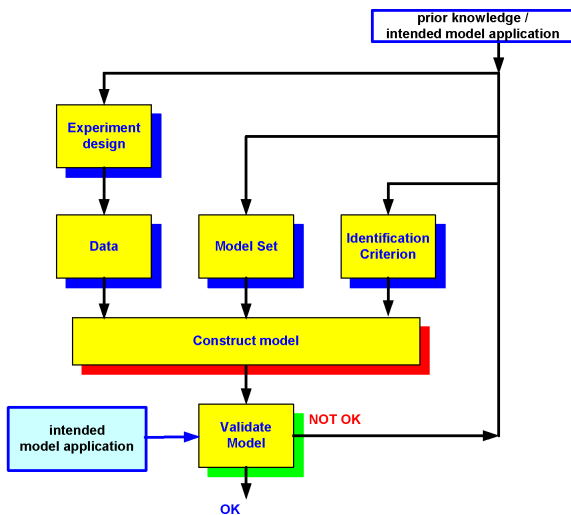 prior knowledge /
intended model application
Experiment
design
Data
Model Set
Identification
Criterion
Construct model
intended
model application
Validate
Model
NOT OK
OK